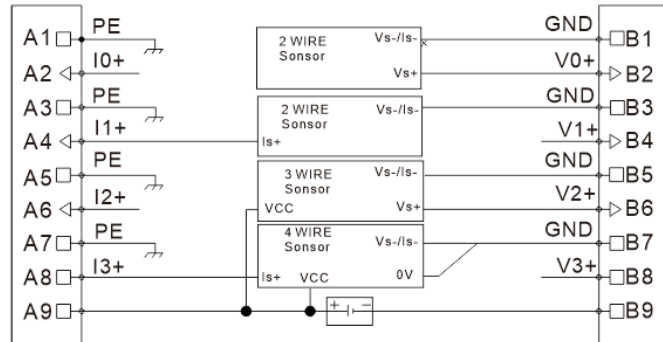 A1 PE 2 WIRE Sonsor Vs-/Is- GND B1
A2 I0+ Vs+ V0+ B2
A3 PE 2 WIRE Sensor Vs-/Is- GND B3
A4 I1+ Is+ V1+ B4
A5 PE 3 WIRE Sensor Vs-/Is- GND B5
A6 I2+ VCC Vs+ V2+ B6
A7 PE 4 WIRE Sensor Vs-/Is- GND B7
A8 I3+ Is+ VCC 0V V3+ B8
A9 + - B9